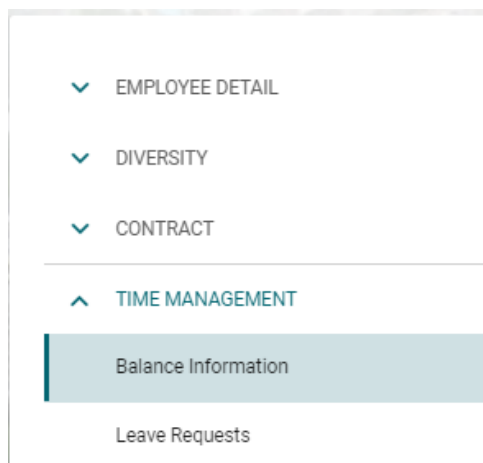 EMPLOYEE DETAIL
DIVERSITY
CONTRACT
TIME MANAGEMENT
Balance Information
Leave Requests